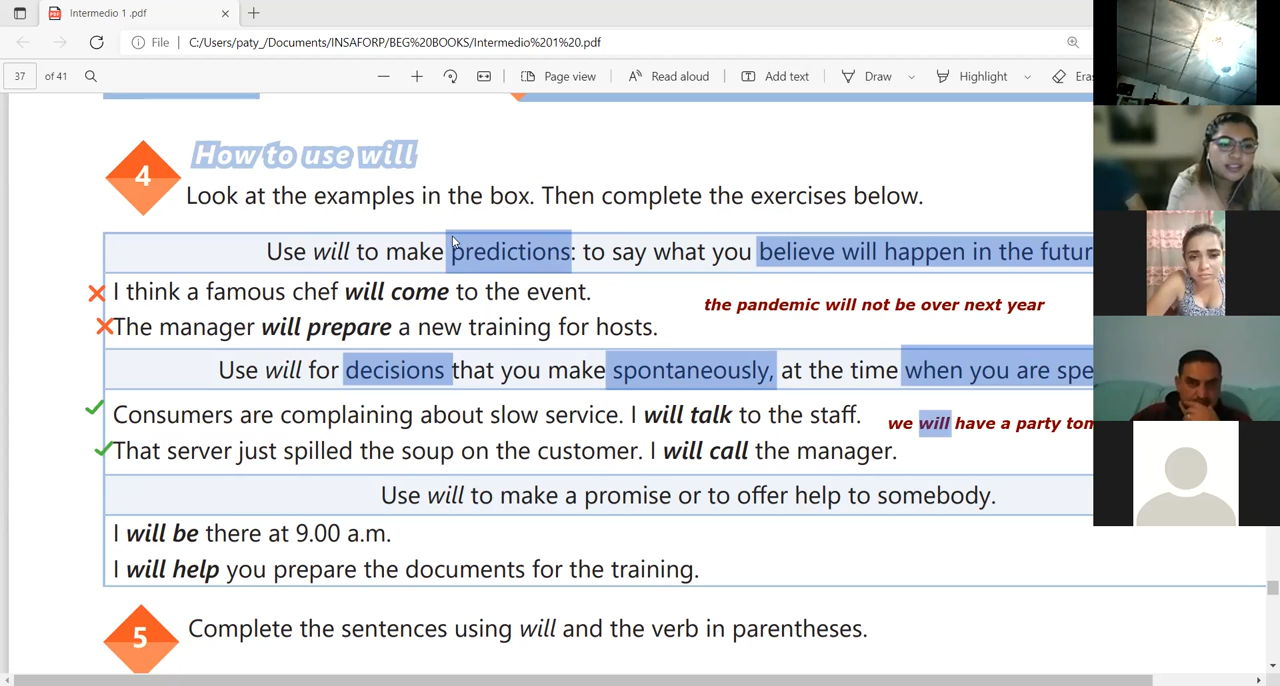 Intermedio 1 .pdf
File
C:/Users/paty_/Documents/INSAFORP/BEG%20BOOKS/Intermedio%201%20.pdf
37 of 41
Page view
Read aloud
Add text
Draw
Highlight
4
How to use will
Look at the examples in the box. Then complete the exercises below.
Use will to make predictions: to say what you believe will happen in the futur
I think a famous chef will come to the event.
the pandemic will not be over next year
The manager will prepare a new training for hosts.
Use will for decisions that you make spontaneously, at the time when you are spe
Consumers are complaining about slow service. I will talk to the staff.
we will have a party tom
That server just spilled the soup on the customer. I will call the manager.
Use will to make a promise or to offer help to somebody.
I will be there at 9.00 a.m.
I will help you prepare the documents for the training.
5
Complete the sentences using will and the verb in parentheses.